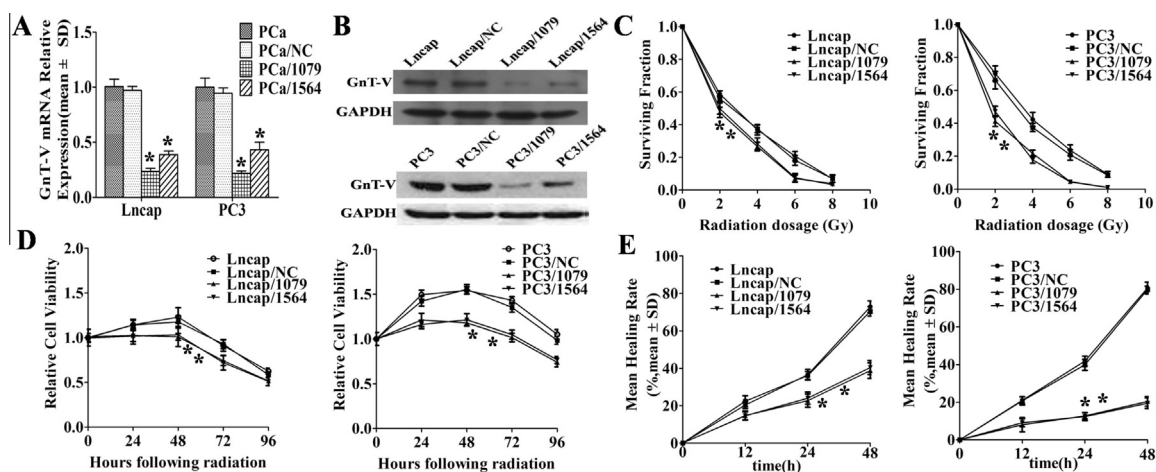 A
GnT-V mRNA Relative
Expression(mean ± SD)
1.5
1.0
0.5
0.0
PCa
PCa/NC
PCa/1079
PCa/1564
* * * *
Lncap PC3
B
Lncap Lncap/NC Lncap/1079 Lncap/1564
GnT-V
GAPDH
PC3 PC3/NC PC3/1079 PC3/1564
GnT-V
GAPDH
C
Surviving Fraction
1.0
0.8
0.6
0.4
0.2
0.0
Lncap
Lncap/NC
Lncap/1079
Lncap/1564
* *
0 2 4 6 8 10
Radiation dosage (Gy)
Surviving Fraction
1.0
0.8
0.6
0.4
0.2
0.0
PC3
PC3/NC
PC3/1079
PC3/1564
* *
0 2 4 6 8 10
Radiation dosage (Gy)
D
Relative Cell Viability
2.0
1.5
1.0
0.5
0.0
Lncap
Lncap/NC
Lncap/1079
Lncap/1564
* *
0 24 48 72 96
Hours following radiation
Relative Cell Viability
2.0
1.5
1.0
0.5
0.0
PC3
PC3/NC
PC3/1079
PC3/1564
* *
0 24 48 72 96
Hours following radiation
E
Mean Healing Rate
(%,mean ± SD)
100
80
60
40
20
0
Lncap
Lncap/NC
Lncap/1079
Lncap/1564
* *
0 12 24 48
time(h)
Mean Healing Rate
(%,mean ± SD)
100
80
60
40
20
0
PC3
PC3/NC
PC3/1079
PC3/1564
* *
0 12 24 48
time(h)